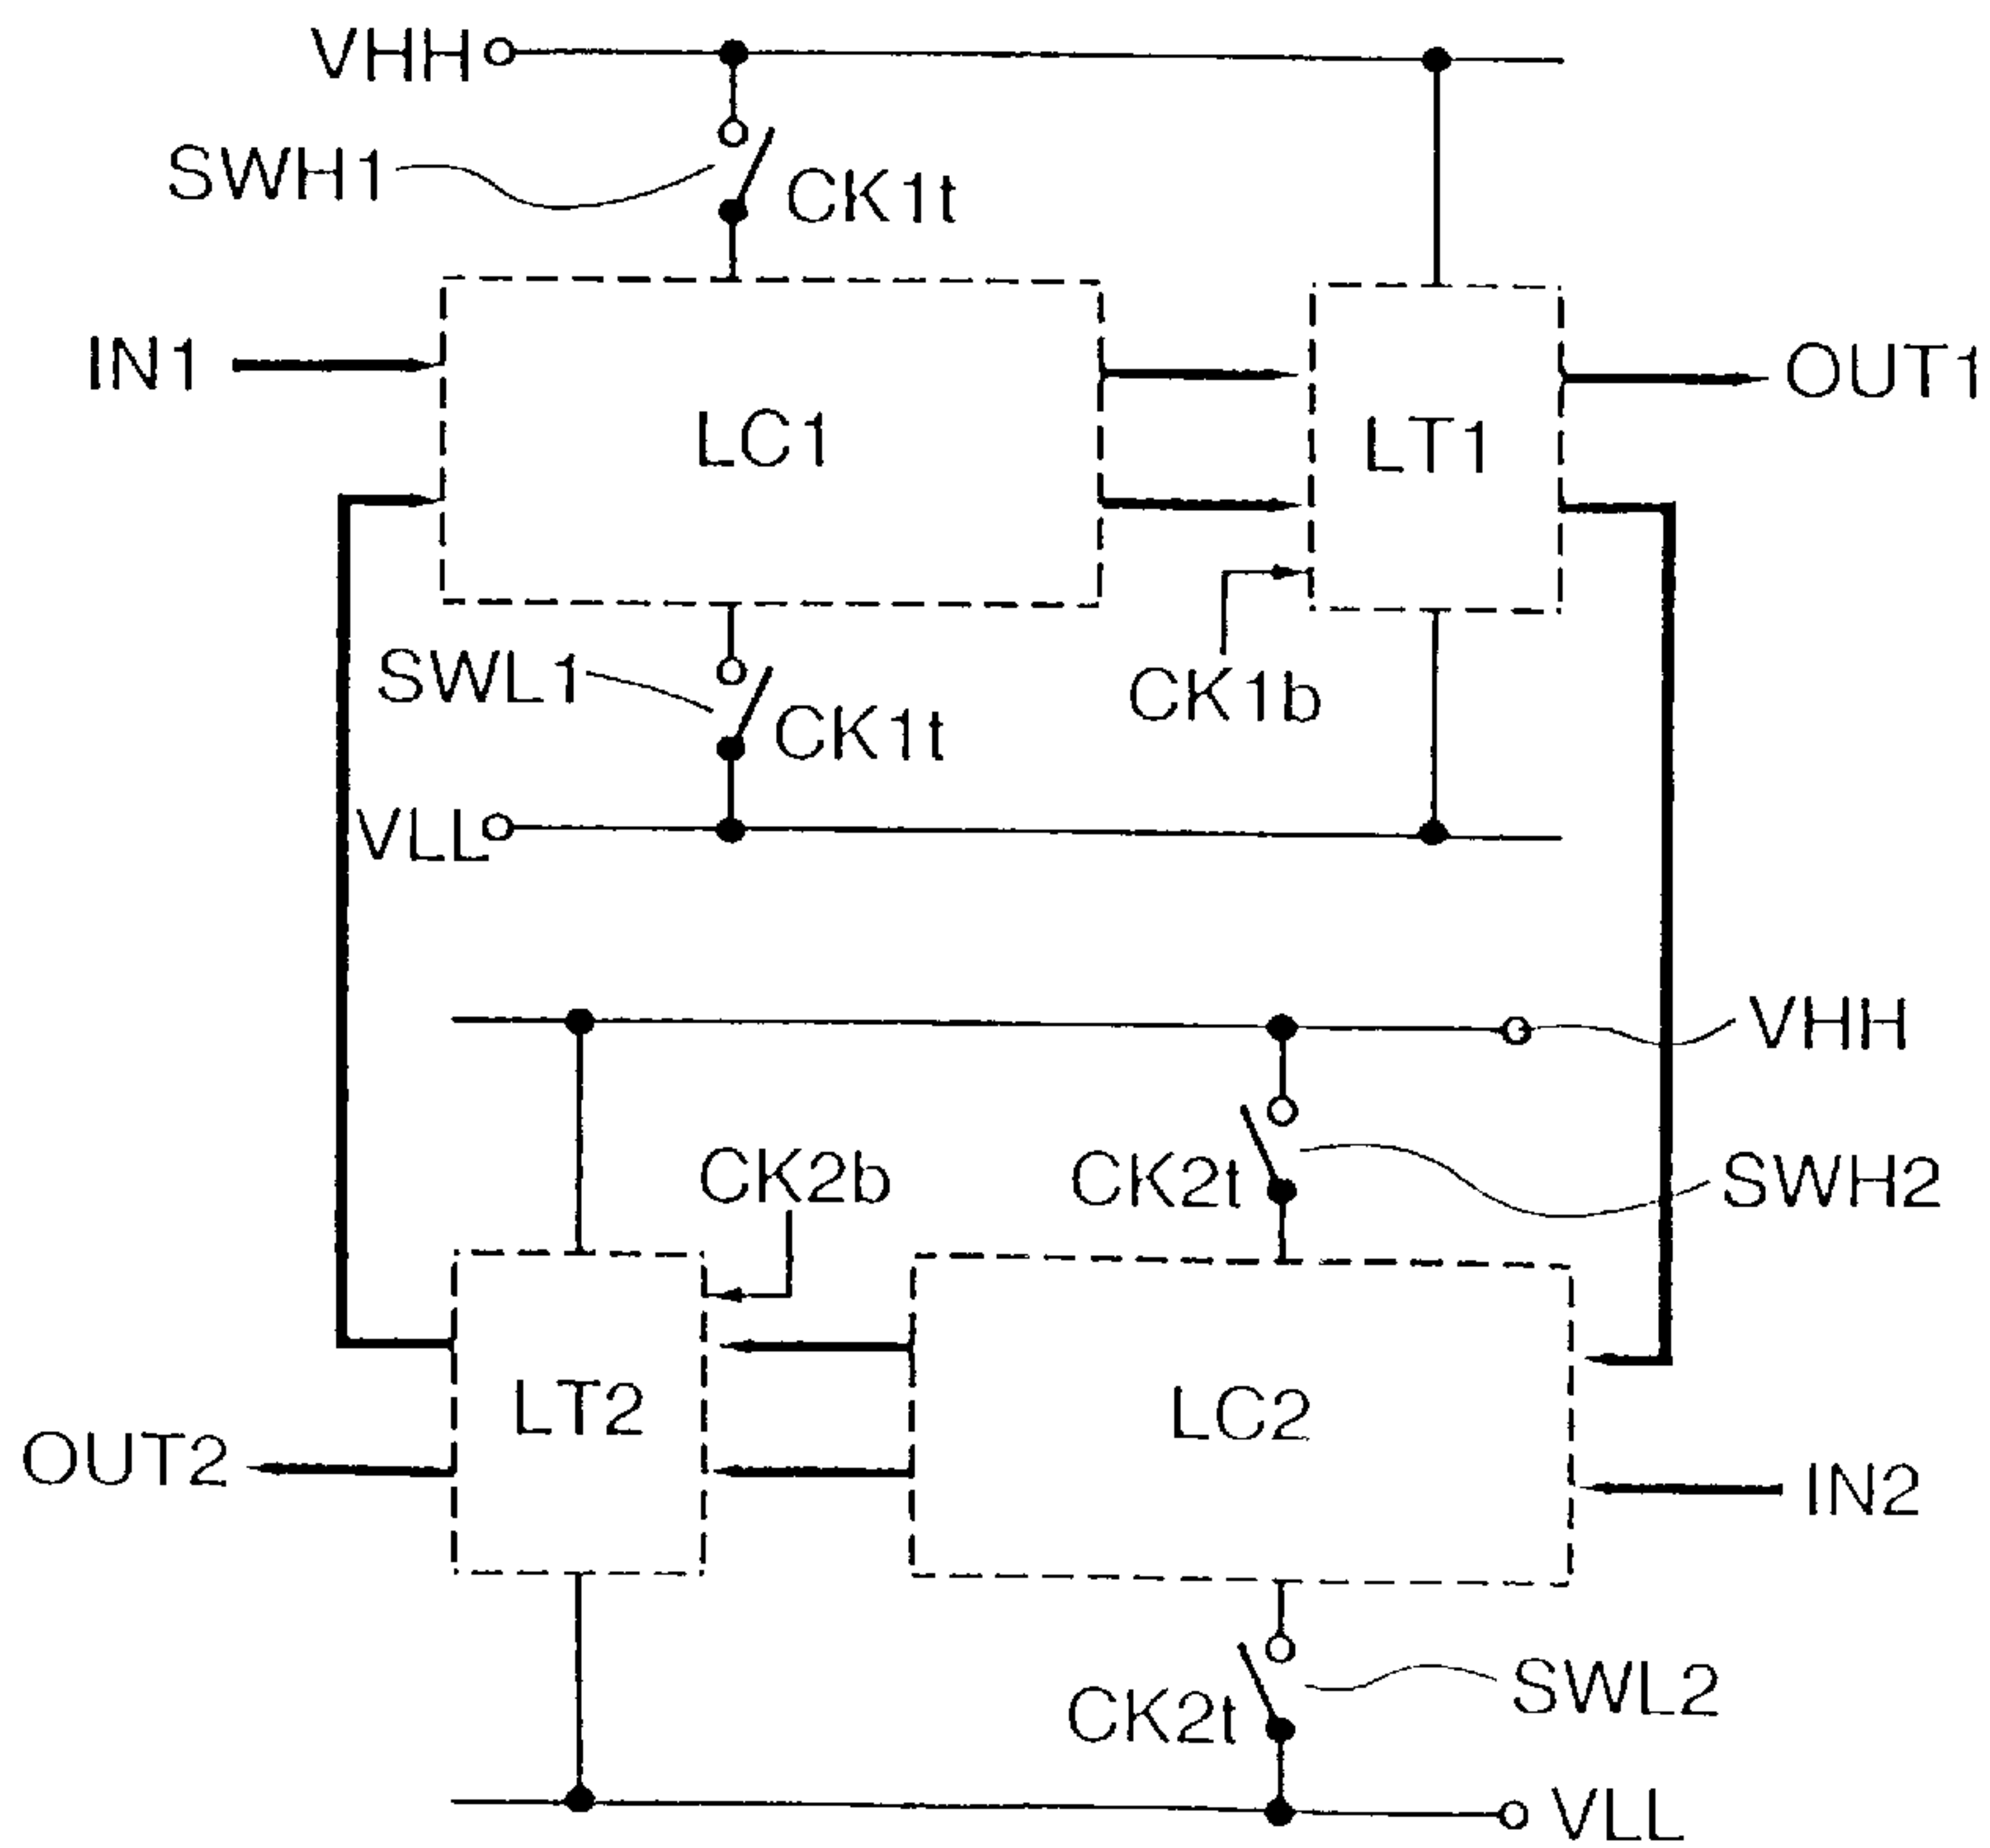 VHH
SWH1
CK1t
IN1
LC1
LT1
OUT1
SWL1
CK1t
CK1b
VLL
VHH
CK2b
CK2t
SWH2
LT2
LC2
OUT2
IN2
CK2t
SWL2
VLL